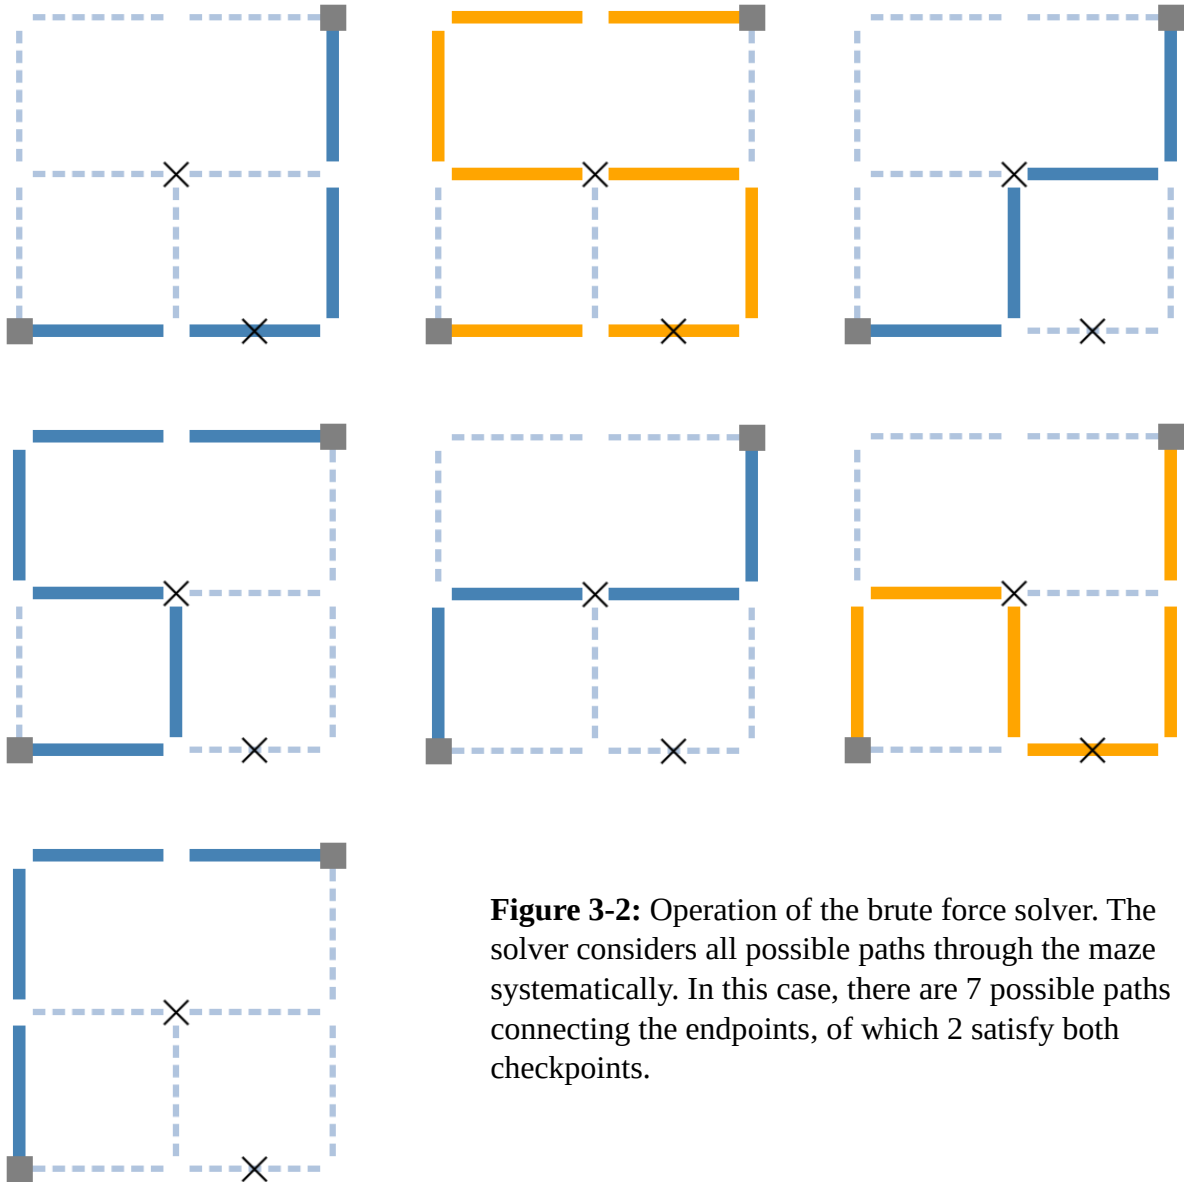 Figure 3-2: Operation of the brute force solver. The
solver considers all possible paths through the maze
systematically. In this case, there are 7 possible paths
connecting the endpoints, of which 2 satisfy both
checkpoints.